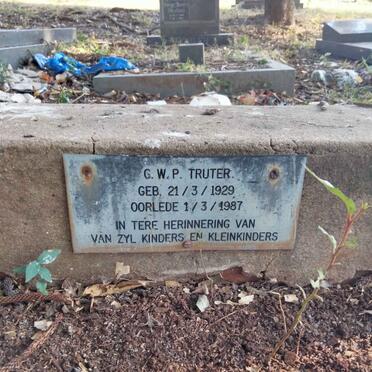 G. W. P. TRUTER.
GEB. 21 / 3 / 1929
OORLEDE 1 / 3 / 1987
IN TERE HERINNERING VAN
VAN ZYL KINDERS EN KLEINKINDERS